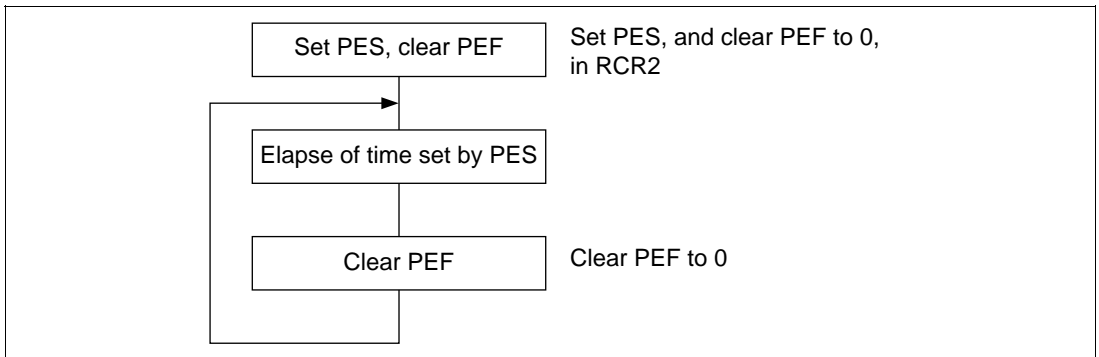 Set PES, clear PEF
Set PES, and clear PEF to 0,
in RCR2
Elapse of time set by PES
Clear PEF
Clear PEF to 0